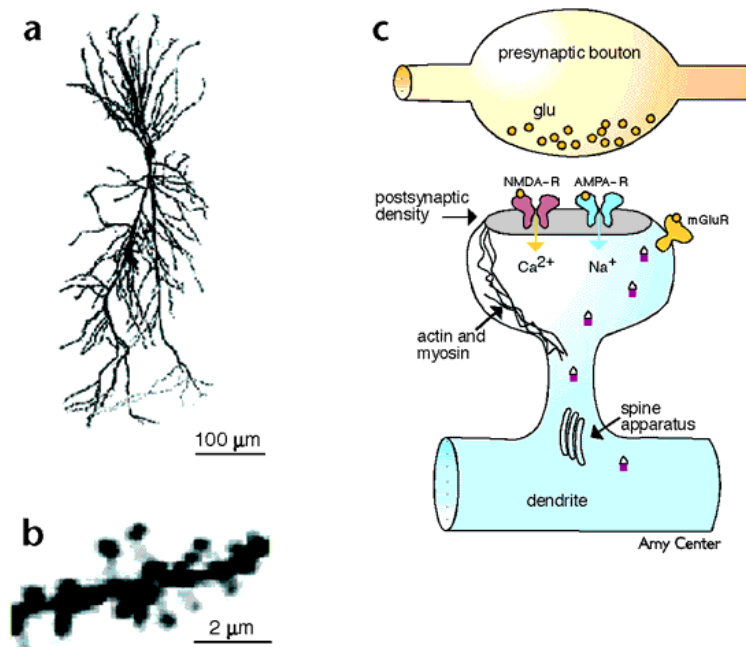 a
100 μm
b
2 μm
c
presynaptic bouton
glu
NMDA-R AMPA-R
mGluR
postsynaptic
density
Ca2+ Na+
actin and
myosin
spine
apparatus
dendrite
Amy Center